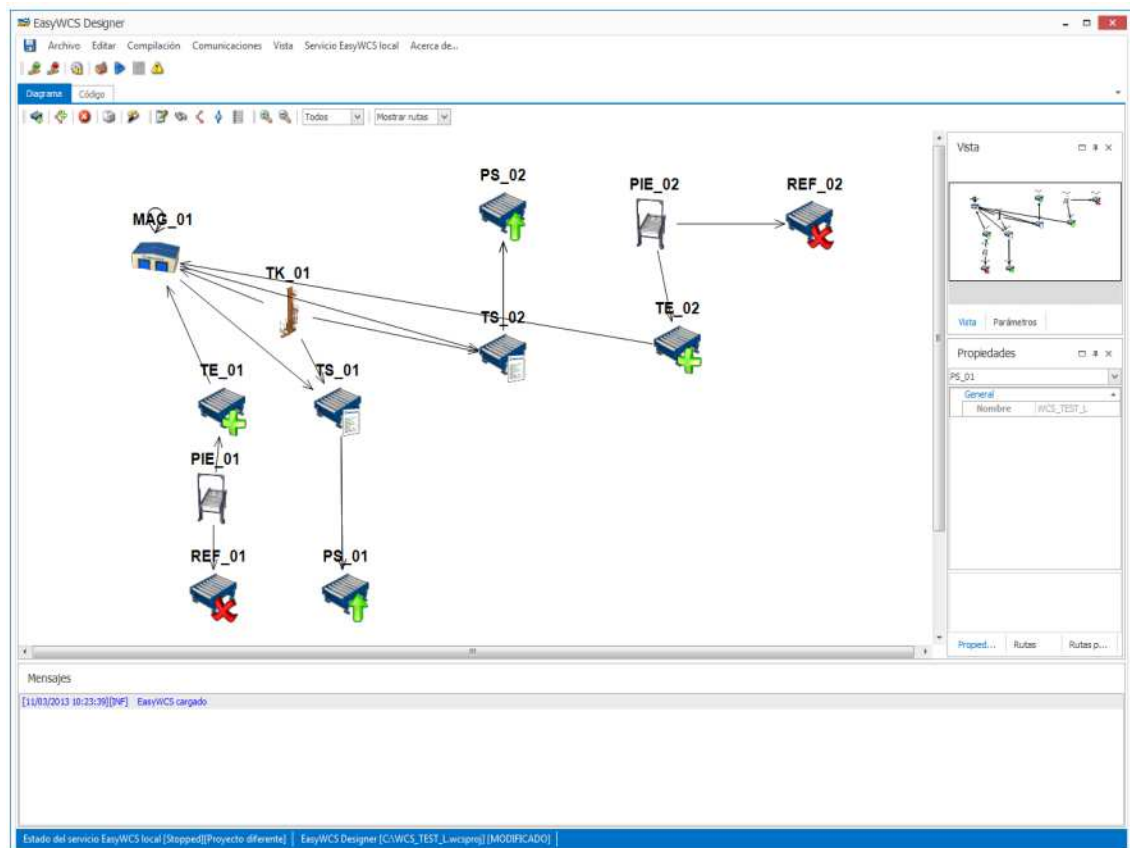 EasyWCS Designer
Archivo Editar Compilación Comunicaciones Vista Servicio EasyWCS local Acerca de...
Diagrama Código
Todos Mostrar rutas
PS_02
PIE_02
REF_02
MAG_01
TK_01
TS_02
TE_02
TE_01
TS_01
PIE_01
REF_01
PS_01
Vista
Vista Parámetros
Propiedades
PS_01
General
Nombre WCS_TEST_L
Propied... Rutas Rutas p...
Mensajes
[11/03/2013 10:23:39][INF] EasyWCS cargado
Estado del servicio EasyWCS local [Stopped][Proyecto diferente] EasyWCS Designer [C:\WCS_TEST_L.wcsproj] [MODIFICADO]